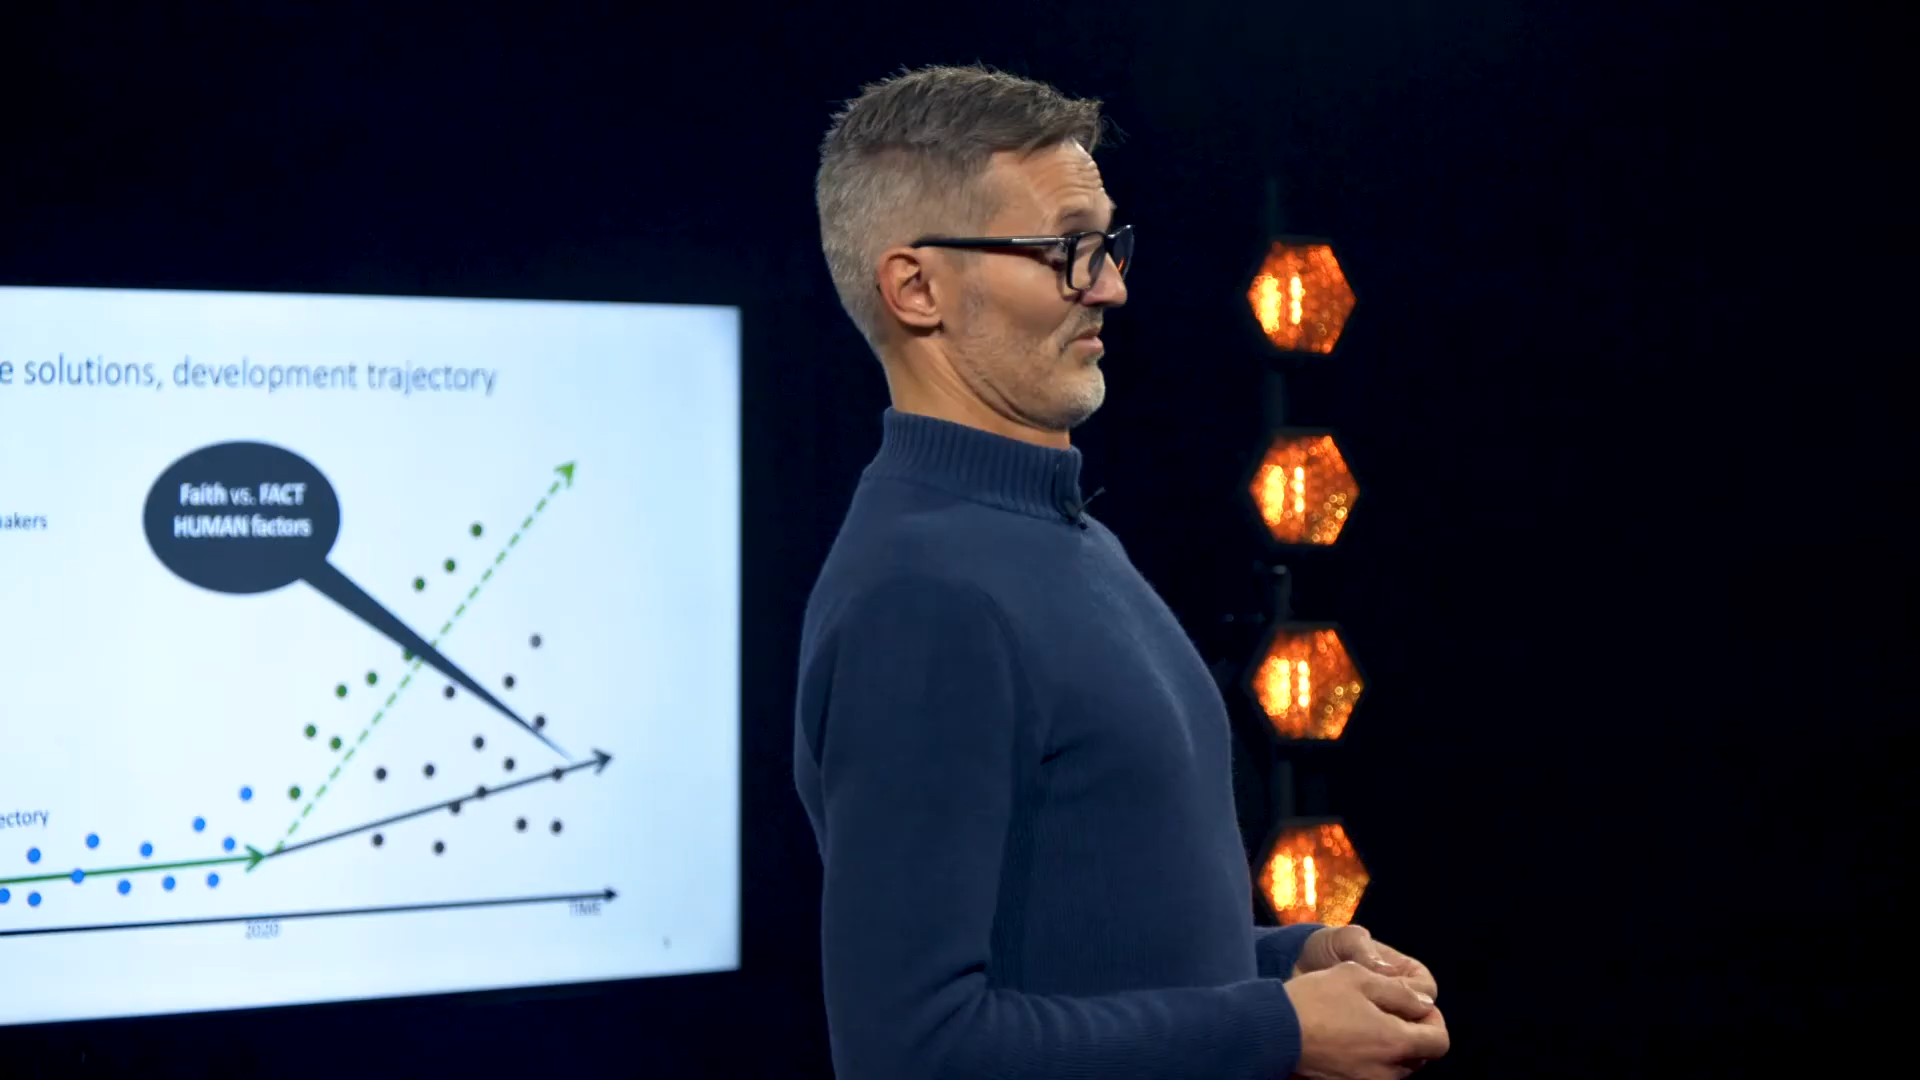 e solutions, development trajectory
Faith vs. FACT
HUMAN factors
akers
ectory
2020
TIME